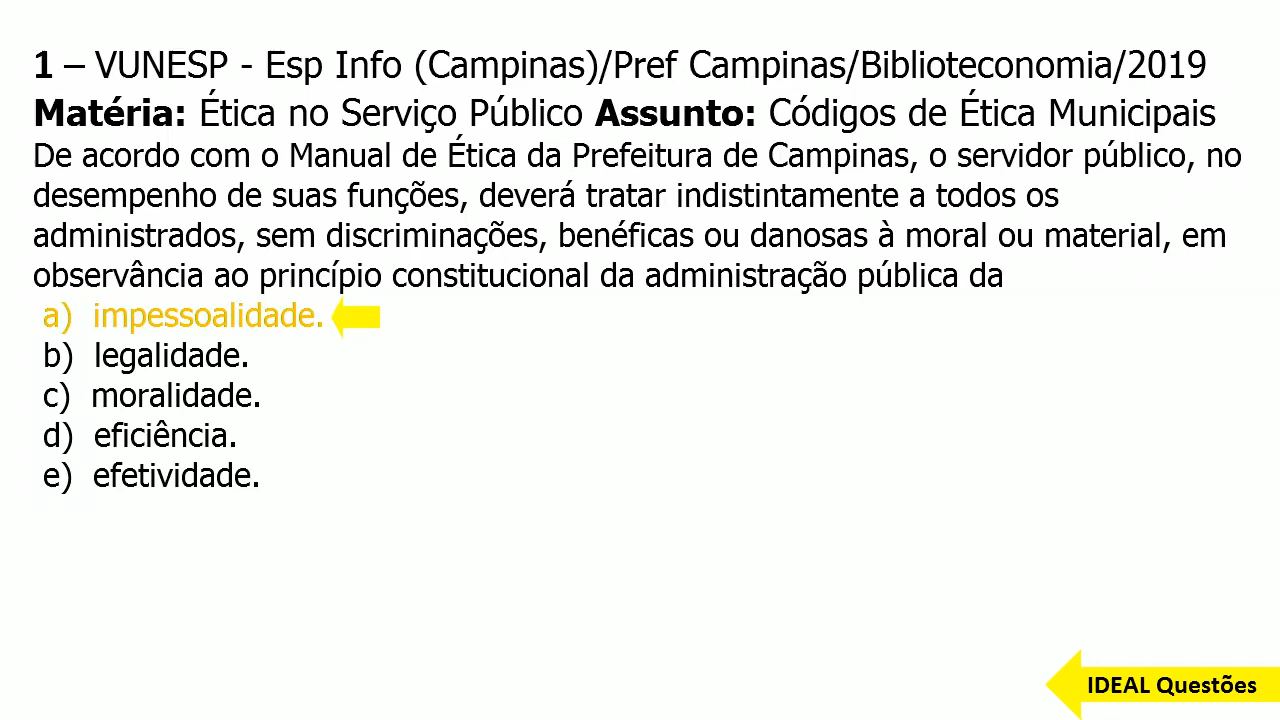 1 – VUNESP - Esp Info (Campinas)/Pref Campinas/Biblioteconomia/2019
Matéria: Ética no Serviço Público Assunto: Códigos de Ética Municipais
De acordo com o Manual de Ética da Prefeitura de Campinas, o servidor público, no
desempenho de suas funções, deverá tratar indistintamente a todos os
administrados, sem discriminações, benéficas ou danosas à moral ou material, em
observância ao princípio constitucional da administração pública da
a) impessoalidade.
b) legalidade.
c) moralidade.
d) eficiência.
e) efetividade.
IDEAL Questões